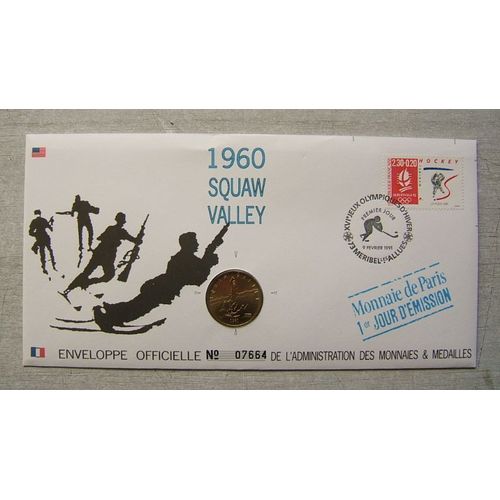 1960
SQUAW
VALLEY
HOCKEY
2,30+0,20
XVIes JEUX OLYMPIQUES D'HIVER
PREMIER JOUR
9 FEVRIER 1991
73 MERIBEL-LES-ALLUES
Monnaie de Paris
1er JOUR D'ÉMISSION
ENVELOPPE OFFICIELLE No 07664 DE L'ADMINISTRATION DES MONNAIES & MEDAILLES